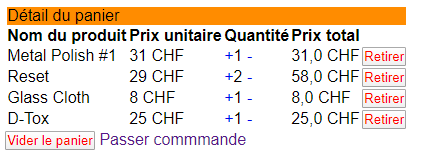 Détail du panier
Nom du produit Prix unitaire Quantité Prix total
Metal Polish #1 31 CHF +1 - 31,0 CHF Retirer
Reset 29 CHF +2 - 58,0 CHF Retirer
Glass Cloth 8 CHF +1 - 8,0 CHF Retirer
D-Tox 25 CHF +1 - 25,0 CHF Retirer
Vider le panier Passer commmande